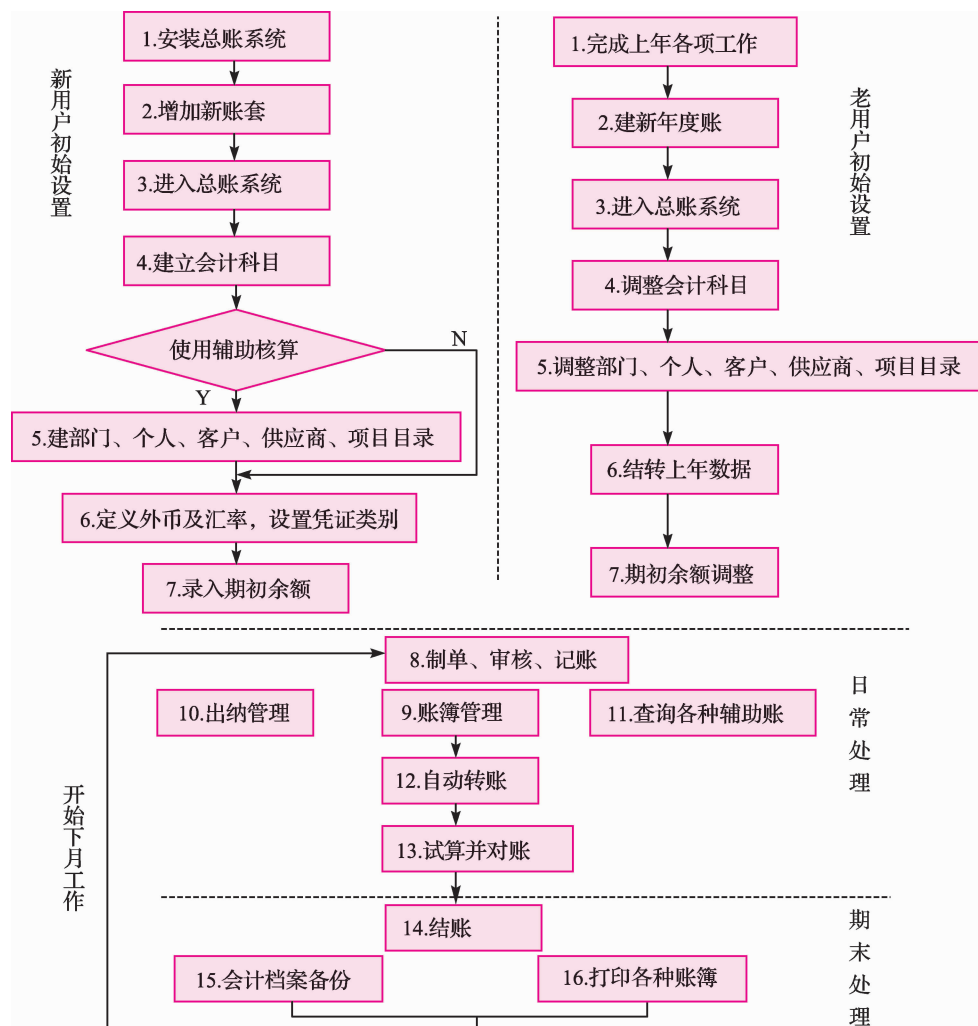 新用户初始设置
1.安装总账系统
2.增加新账套
3.进入总账系统
4.建立会计科目
使用辅助核算
N
Y
5.建部门、个人、客户、供应商、项目目录
6.定义外币及汇率，设置凭证类别
7.录入期初余额
老用户初始设置
1.完成上年各项工作
2.建新年度账
3.进入总账系统
4.调整会计科目
5.调整部门、个人、客户、供应商、项目目录
6.结转上年数据
7.期初余额调整
日常处理
8.制单、审核、记账
10.出纳管理
9.账簿管理
11.查询各种辅助账
12.自动转账
13.试算并对账
开始下月工作
期末处理
14.结账
15.会计档案备份
16.打印各种账簿